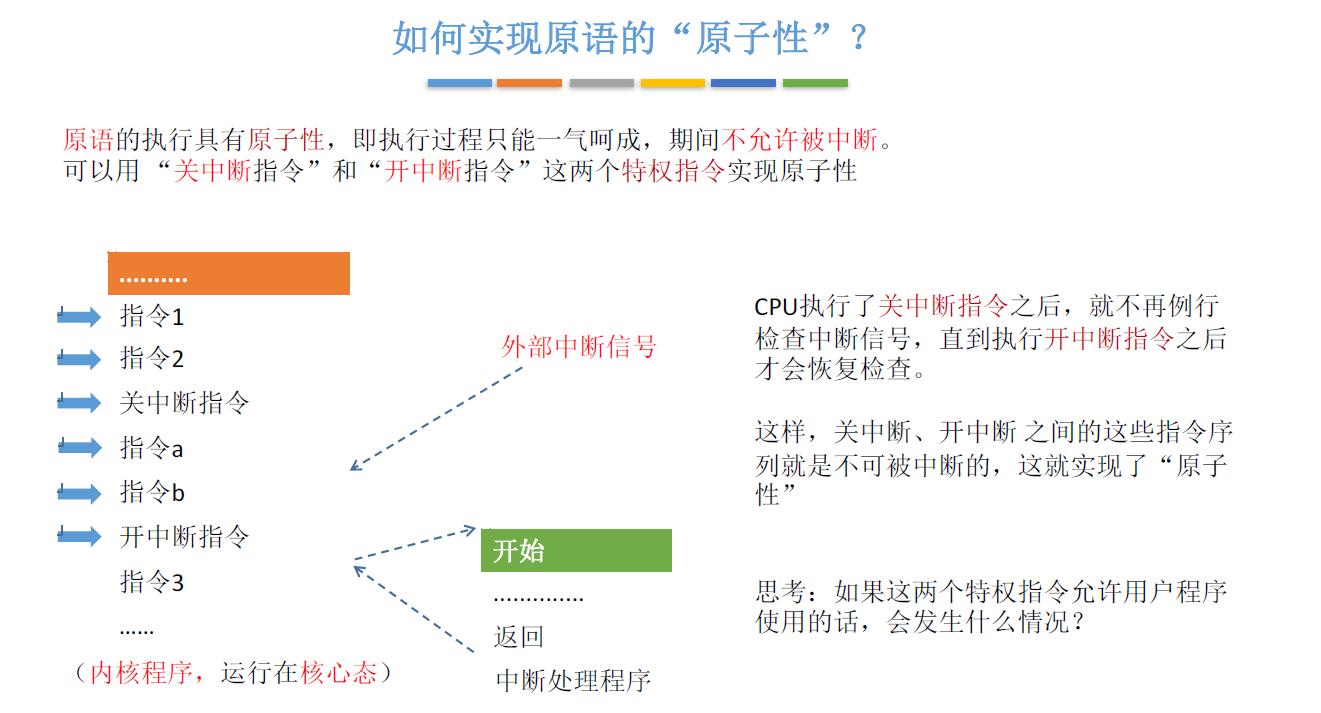 如何实现原语的“原子性”？
原语的执行具有原子性，即执行过程只能一气呵成，期间不允许被中断。
可以用 “关中断指令”和“开中断指令”这两个特权指令实现原子性
..........
指令1
指令2
关中断指令
指令a
指令b
开中断指令
指令3
......
（内核程序，运行在核心态）
外部中断信号
开始
..............
返回
中断处理程序
CPU执行了关中断指令之后，就不再例行
检查中断信号，直到执行开中断指令之后
才会恢复检查。
这样，关中断、开中断 之间的这些指令序
列就是不可被中断的，这就实现了“原子
性”
思考：如果这两个特权指令允许用户程序
使用的话，会发生什么情况？